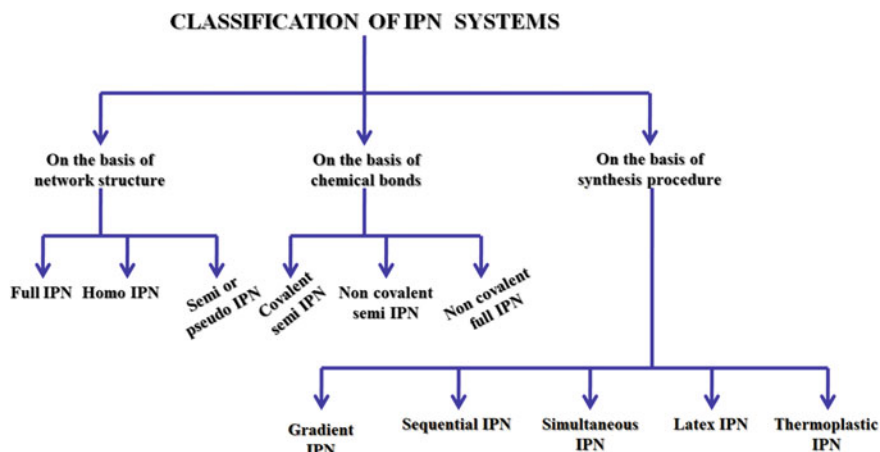 CLASSIFICATION OF IPN SYSTEMS
On the basis of
network structure
On the basis of
chemical bonds
On the basis of
synthesis procedure
Full IPN
Homo IPN
Semi or
pseudo IPN
Covalent
semi IPN
Non covalent
semi IPN
Non covalent
full IPN
Gradient
IPN
Sequential IPN
Simultaneous
IPN
Latex IPN
Thermoplastic
IPN